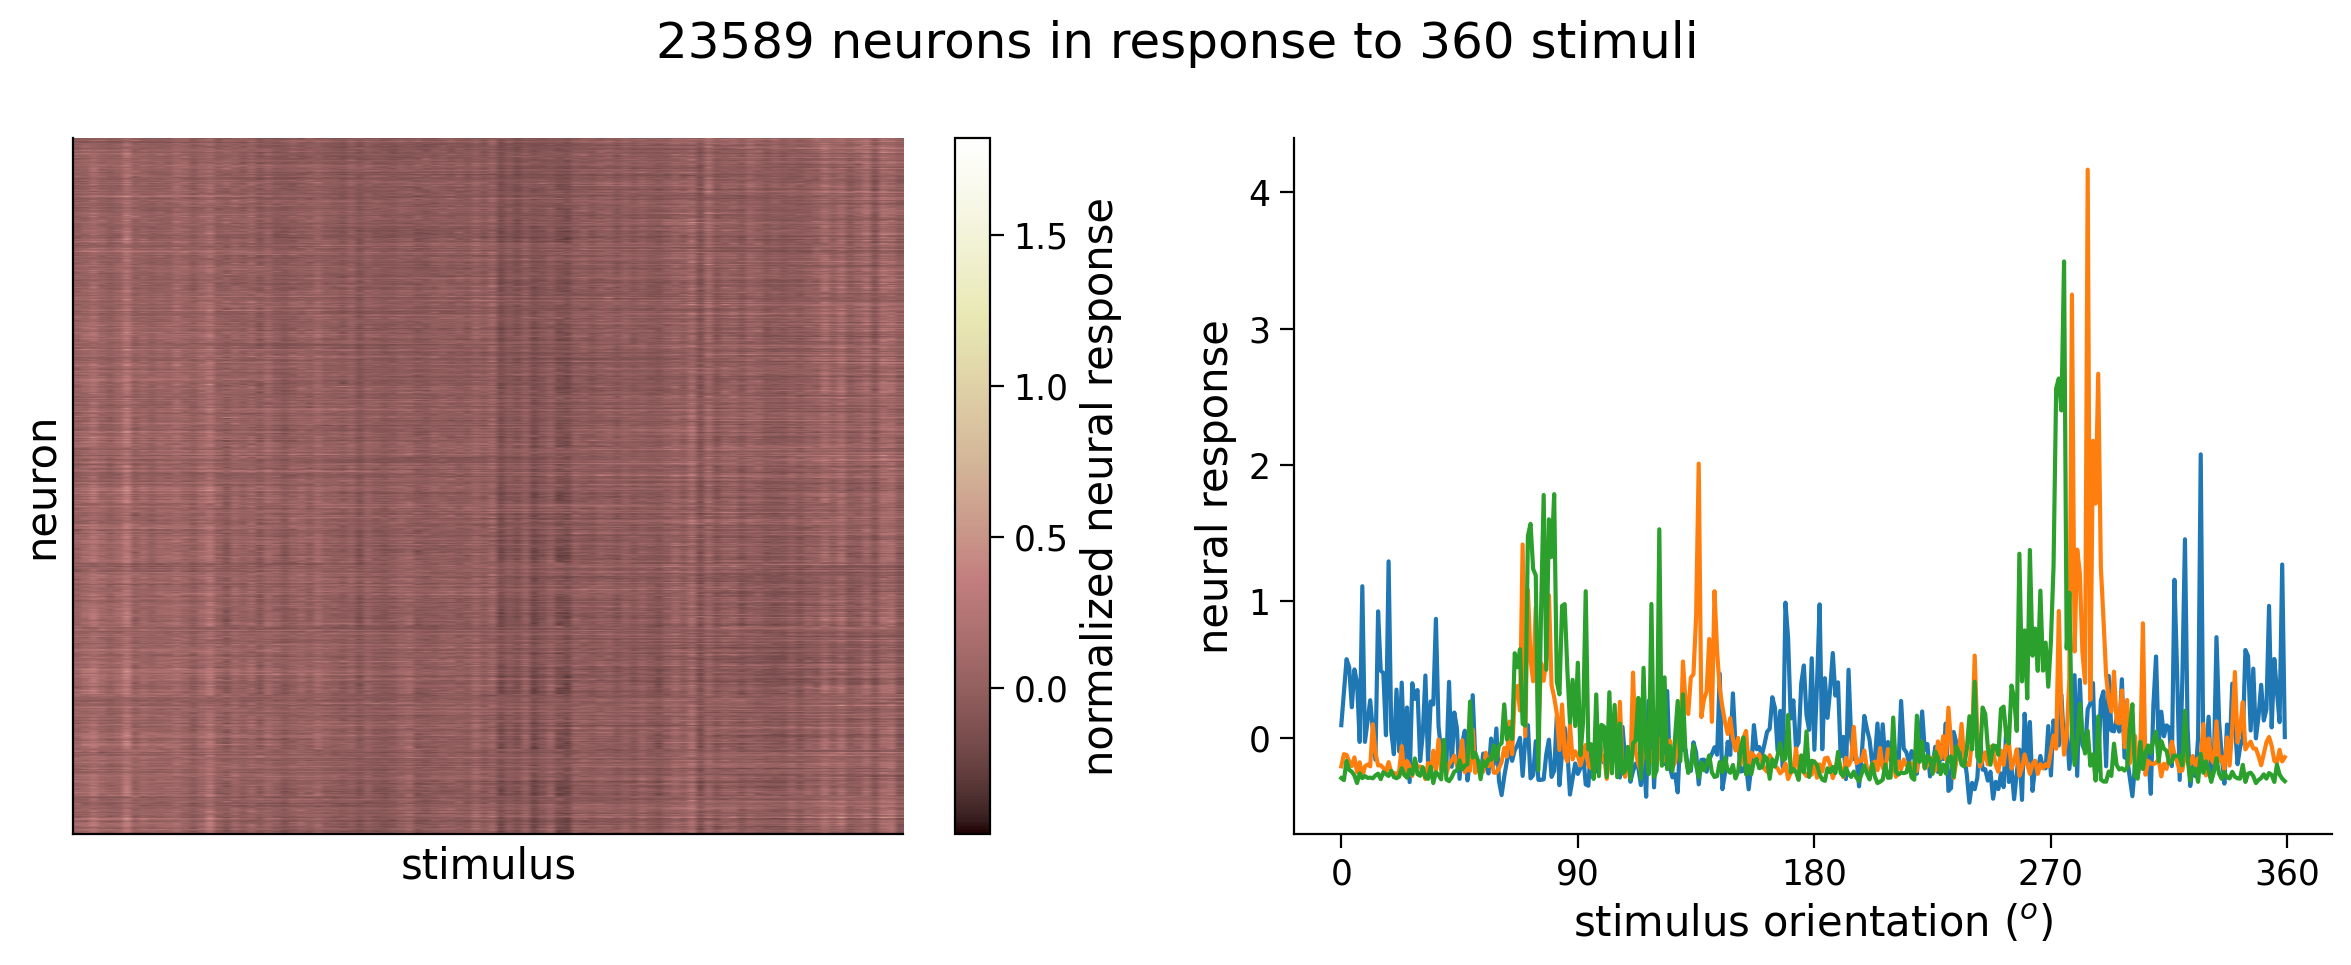 23589 neurons in response to 360 stimuli
neuron
stimulus
1.5
1.0
0.5
0.0
normalized neural response
neural response
4
3
2
1
0
0 90 180 270 360
stimulus orientation (°)